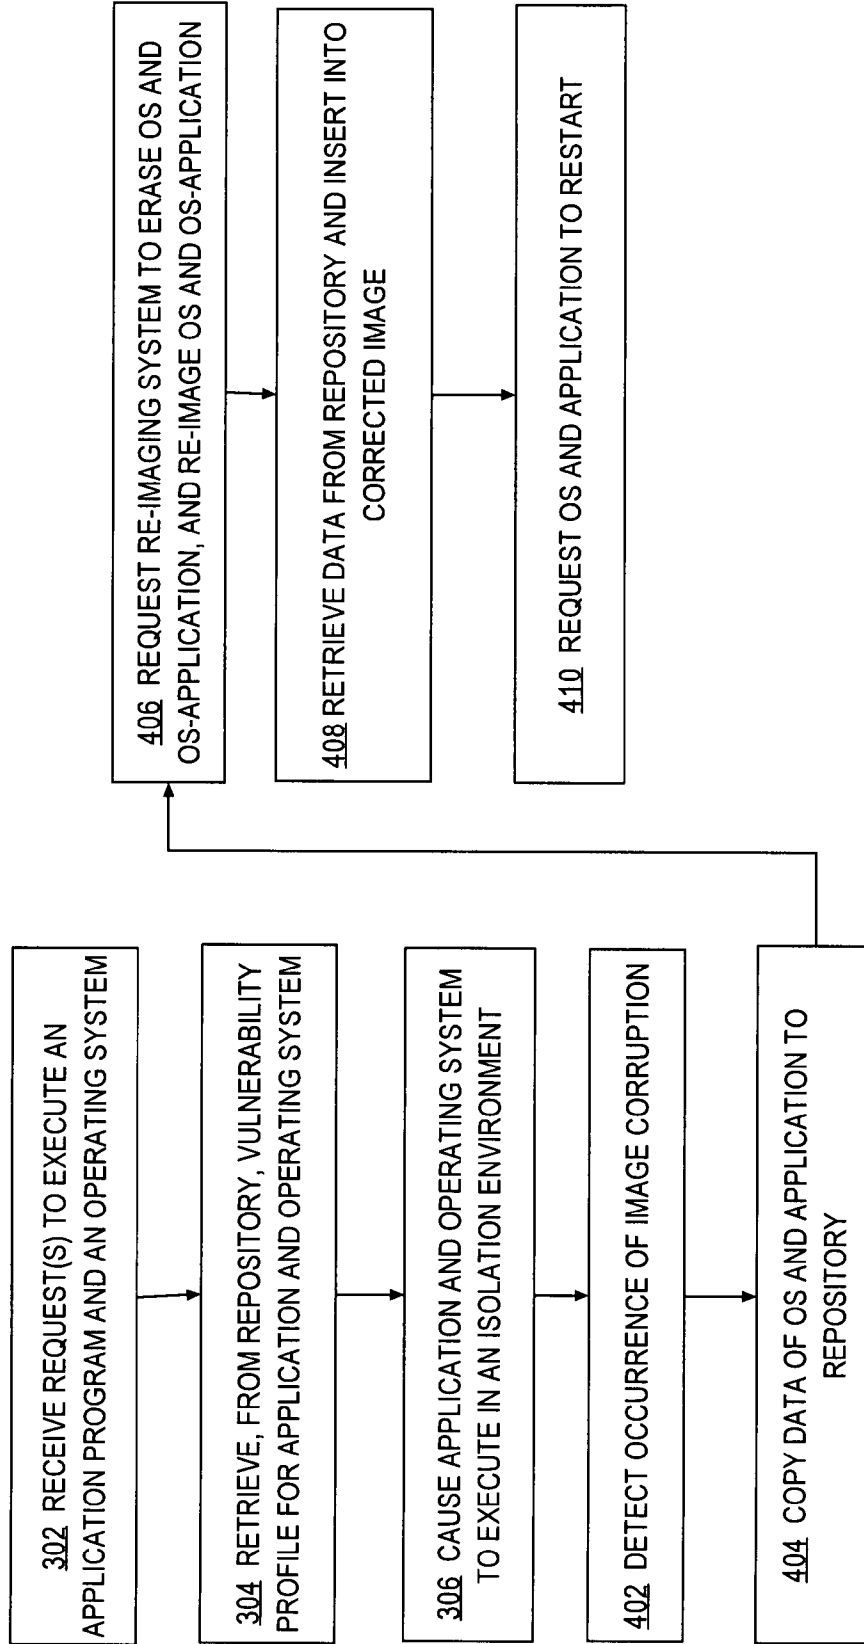 302 RECEIVE REQUEST(S) TO EXECUTE AN
APPLICATION PROGRAM AND AN OPERATING SYSTEM
304 RETRIEVE, FROM REPOSITORY, VULNERABILITY
PROFILE FOR APPLICATION AND OPERATING SYSTEM
306 CAUSE APPLICATION AND OPERATING SYSTEM
TO EXECUTE IN AN ISOLATION ENVIRONMENT
402 DETECT OCCURRENCE OF IMAGE CORRUPTION
404 COPY DATA OF OS AND APPLICATION TO
REPOSITORY
406 REQUEST RE-IMAGING SYSTEM TO ERASE OS AND
OS-APPLICATION, AND RE-IMAGE OS AND OS-APPLICATION
408 RETRIEVE DATA FROM REPOSITORY AND INSERT INTO
CORRECTED IMAGE
410 REQUEST OS AND APPLICATION TO RESTART